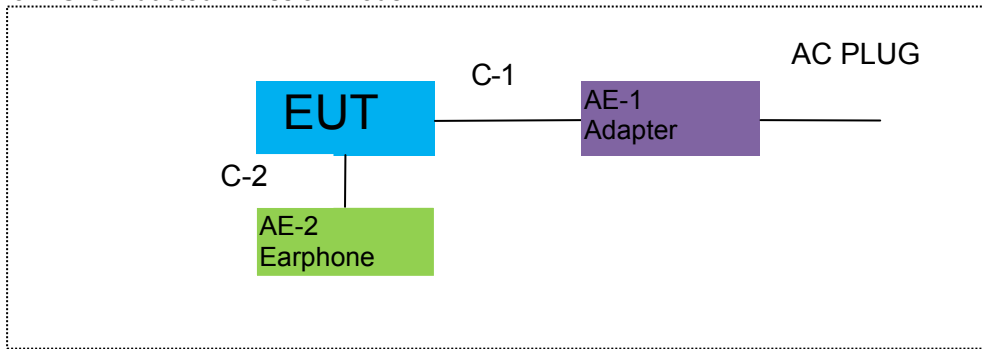 AC PLUG
C-1
EUT
AE-1
Adapter
C-2
AE-2
Earphone